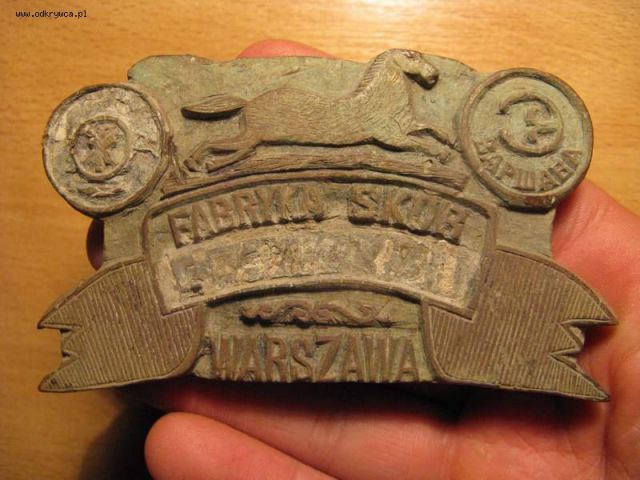 www.odkrywca.pl
ВАРШАВА
FABRYKA SKÓR
WARSZAWA